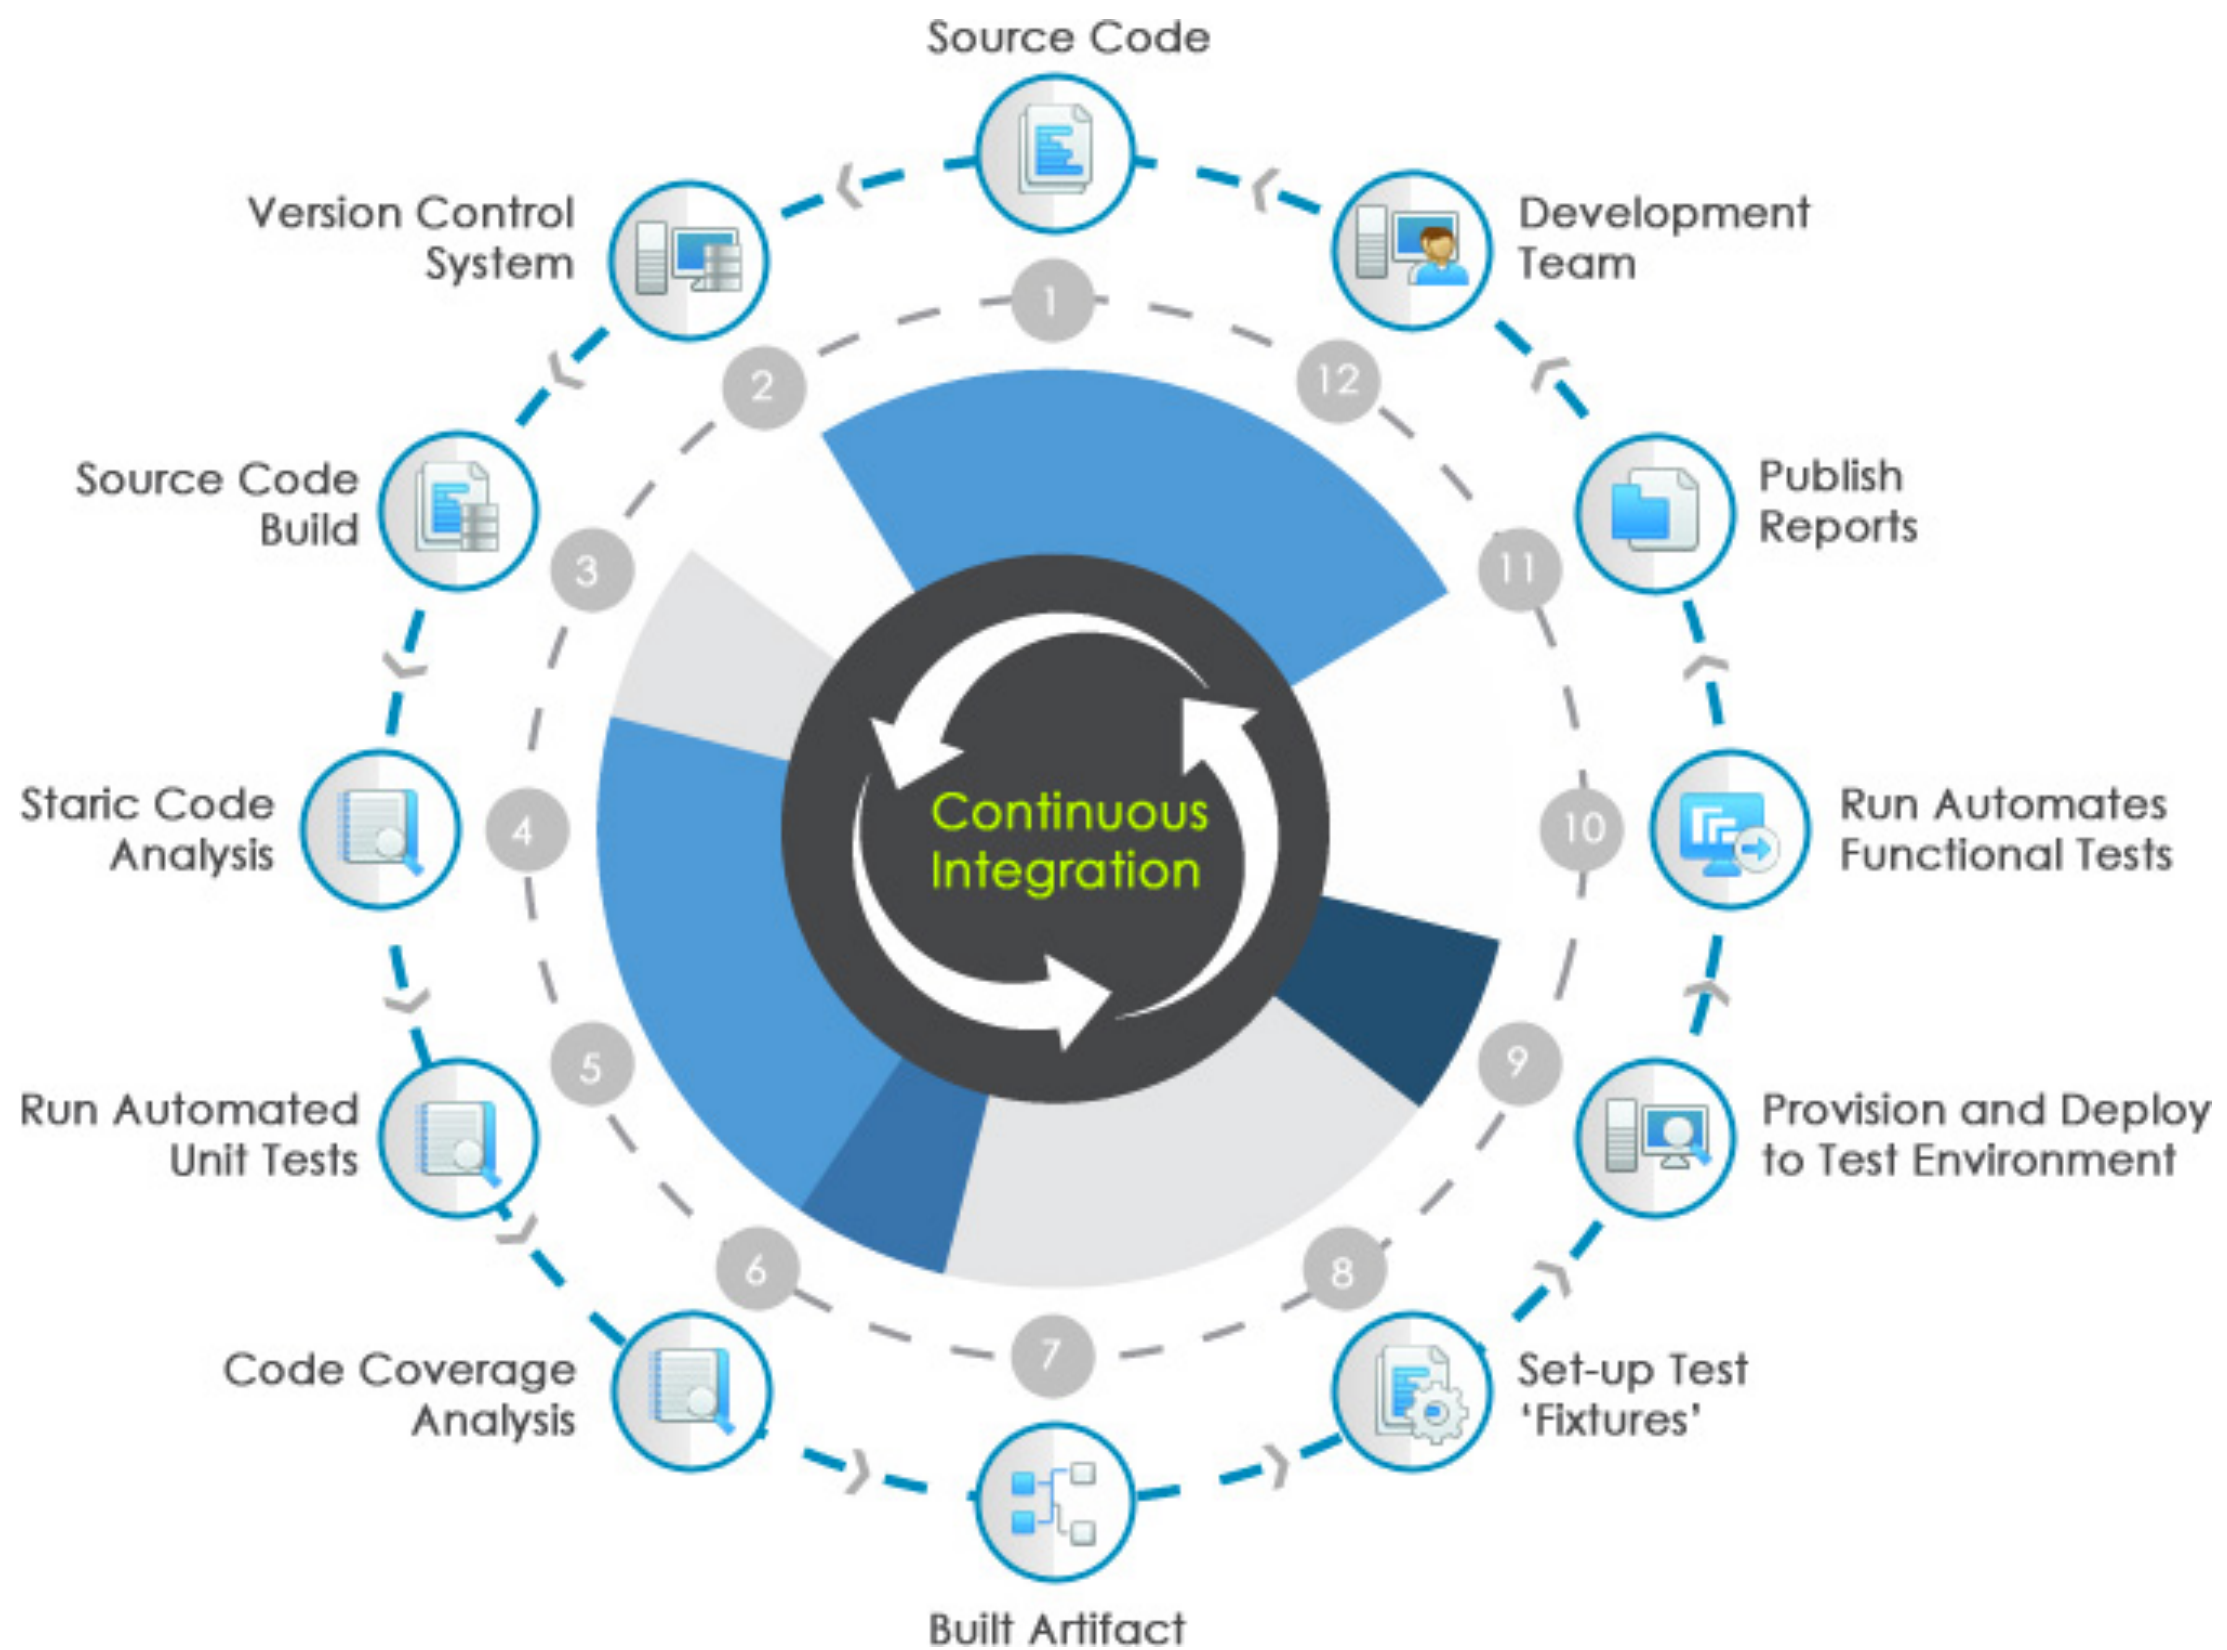 Source Code
Version Control
System
Development
Team
1
2
12
Source Code
Build
Publish
Reports
3
11
Staric Code
Analysis
4
Continuous
Integration
10
Run Automates
Functional Tests
5
9
Run Automated
Unit Tests
Provision and Deploy
to Test Environment
6
8
7
Code Coverage
Analysis
Set-up Test
‘Fixtures’
Built Artifact